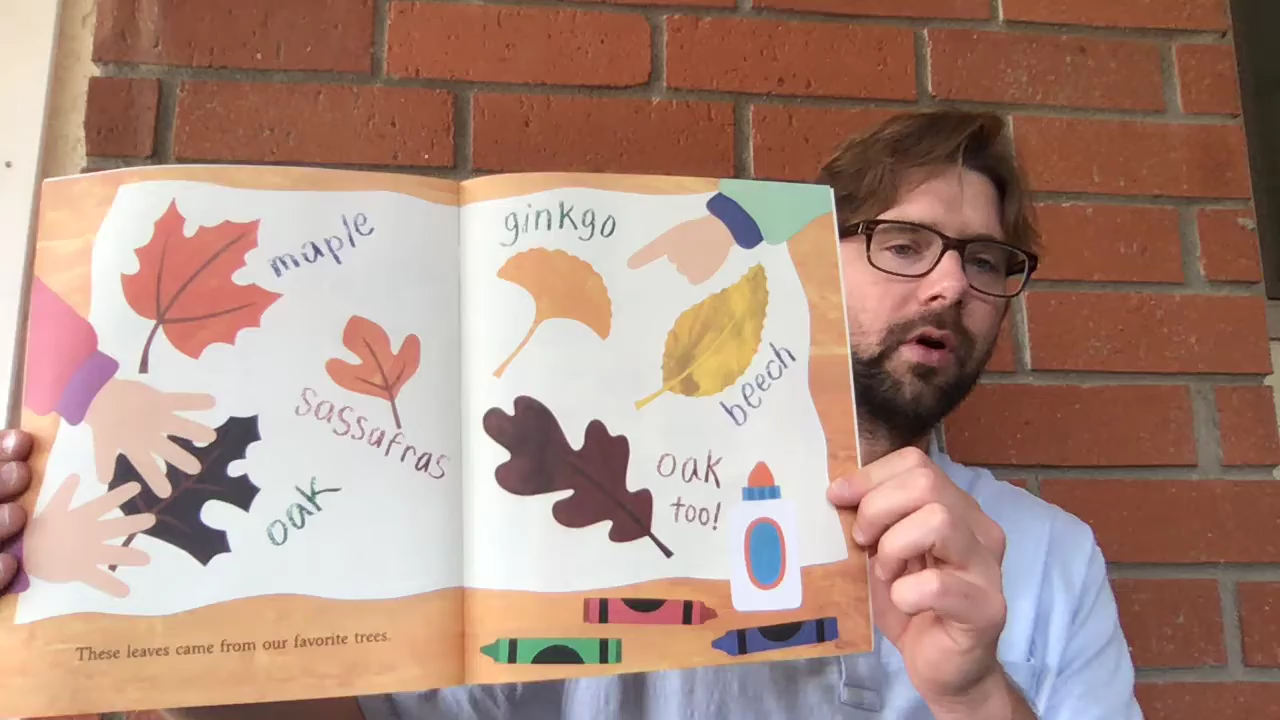 maple
sassafras
oak
These leaves came from our favorite trees.
ginkgo
beech
oak
too!